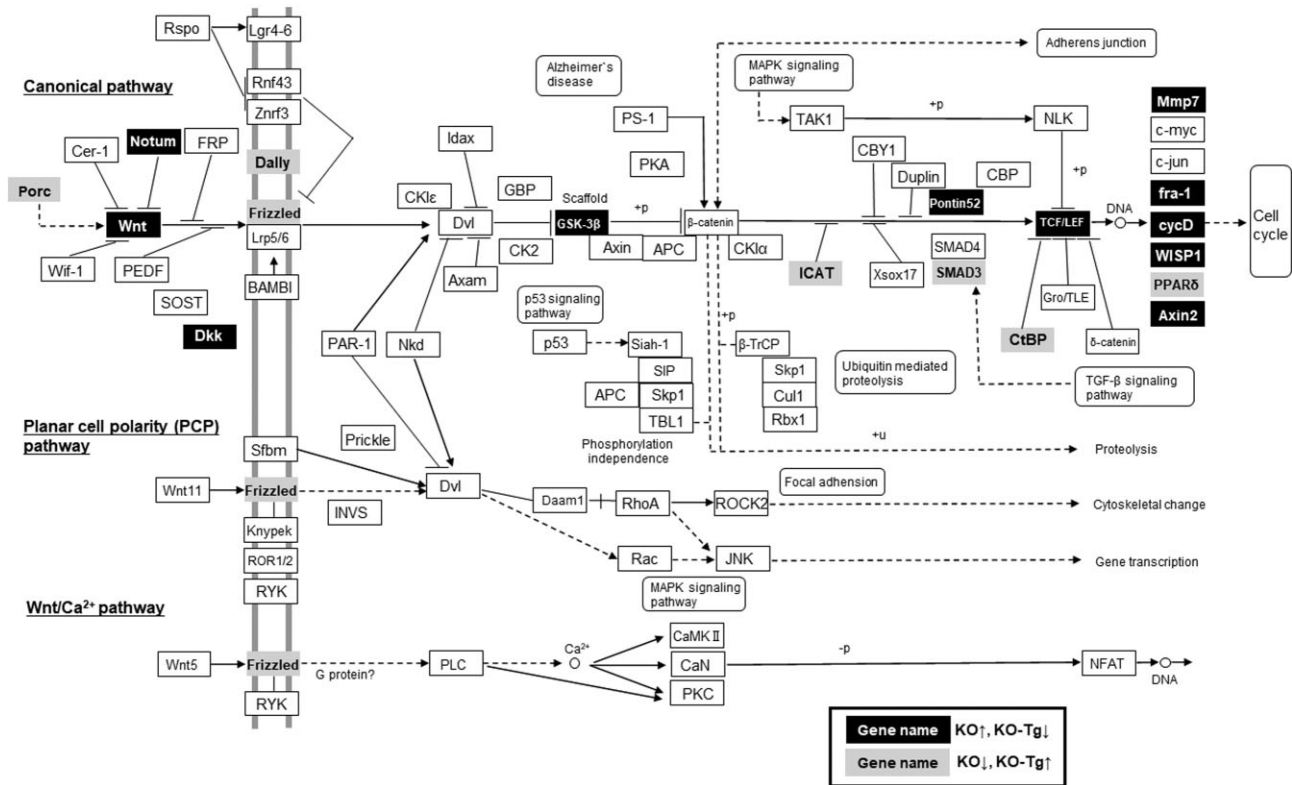 Rspo
Lgr4-6
Canonical pathway
Rnf43
Znrf3
Alzheimer`s
disease
MAPK signaling
pathway
Adherens junction
Cer-1
Notum
FRP
Dally
Idax
PS-1
PKA
TAK1
+p
NLK
Mmp7
c-myc
c-jun
fra-1
cycD
WISP1
PPARδ
Axin2
Porc
Wnt
Frizzled
Lrp5/6
CKlε
Dvl
GBP
Scaffold
GSK-3β
+p
β-catenin
CBY1
Duplin
CBP
+p
Pontin52
TCF/LEF
DNA
Cell
cycle
Wif-1
PEDF
BAMBI
Axam
CK2
Axin
APC
CKlα
ICAT
Xsox17
SMAD4
SMAD3
Gro/TLE
SOST
Dkk
p53 signaling
pathway
+p
CtBP
δ-catenin
PAR-1
Nkd
p53
Siah-1
β-TrCP
SIP
Skp1
APC
Skp1
Cul1
TBL1
Rbx1
Ubiquitin mediated
proteolysis
TGF-β signaling
pathway
Planar cell polarity (PCP)
pathway
Sfbm
Prickle
Phosphorylation
independence
+u
Proteolysis
Wnt11
Frizzled
INVS
Dvl
Daam1
RhoA
ROCK2
Focal adhension
Cytoskeletal change
Knypek
ROR1/2
RYK
Rac
JNK
Gene transcription
MAPK signaling
pathway
Wnt/Ca²⁺ pathway
Wnt5
Frizzled
G protein?
PLC
Ca²⁺
CaMKⅡ
CaN
PKC
-p
NFAT
DNA
RYK
Gene name KO↑, KO-Tg↓
Gene name KO↓, KO-Tg↑